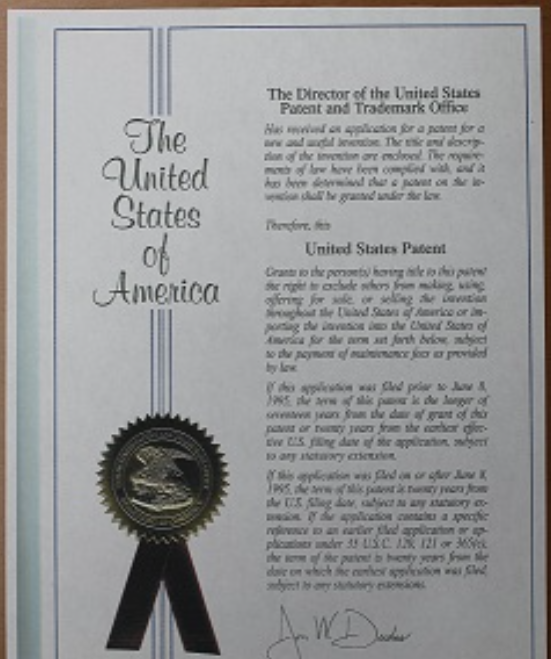 The
United
States
of
America
The Director of the United States
Patent and Trademark Office
Has received an application for a patent for a
new and useful invention. The title and descrip-
tion of the invention are enclosed. The require-
ments of law have been complied with, and it
has been determined that a patent on the in-
vention shall be granted under the law.
Therefore, this
United States Patent
Grants to the person(s) having title to this patent
the right to exclude others from making, using,
offering for sale, or selling the invention
throughout the United States of America or im-
porting the invention into the United States of
America for the term set forth below, subject
to the payment of maintenance fees as provided
by law.
If this application was filed prior to June 8,
1995, the term of this patent is the longer of
seventeen years from the date of grant of this
patent or twenty years from the earliest effec-
tive U.S. filing date of the application, subject
to any statutory extension.
If this application was filed on or after June 8,
1995, the term of this patent is twenty years from
the U.S. filing date, subject to any statutory ex-
tension. If the application contains a specific
reference to an earlier filed application or ap-
plications under 35 U.S.C. 120, 121 or 365(c),
the term of the patent is twenty years from the
date on which the earliest application was filed,
subject to any statutory extensions.
Jon W. Dudas